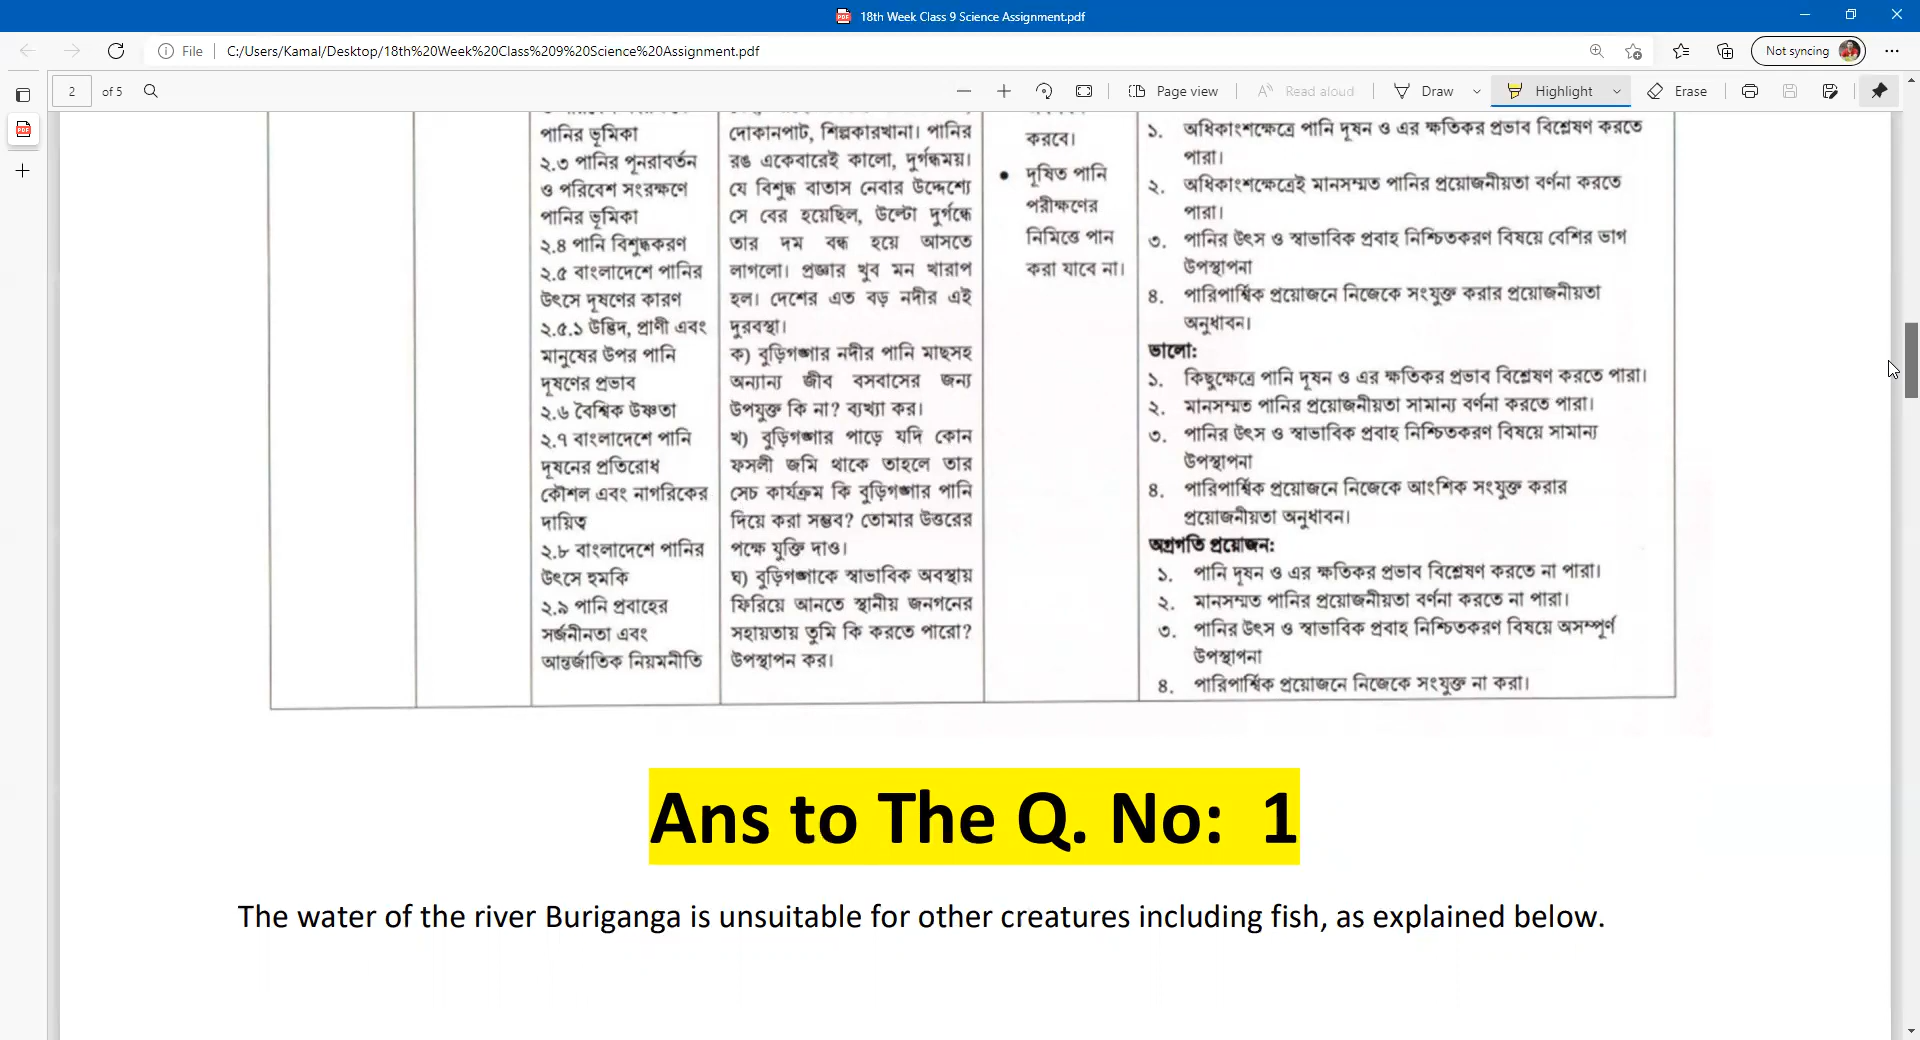 18th Week Class 9 Science Assignment.pdf
File
C:/Users/Kamal/Desktop/18th%20Week%20Class%209%20Science%20Assignment.pdf
Not syncing
2 of 5
Page view
Read aloud
Draw
Highlight
Erase
পানির ভূমিকা
২.৩ পানির পূনরাবর্তন
ও পরিবেশ সংরক্ষণে
পানির ভূমিকা
২.৪ পানি বিশুদ্ধকরণ
২.৫ বাংলাদেশে পানির
উৎসে দূষণের কারণ
২.৫.১ উদ্ভিদ, প্রাণী এবং
মানুষের উপর পানি
দূষণের প্রভাব
২.৬ বৈশ্বিক উষ্ণতা
২.৭ বাংলাদেশে পানি
দূষনের প্রতিরোধ
কৌশল এবং নাগরিকের
দায়িত্ব
২.৮ বাংলাদেশে পানির
উৎসে হুমকি
২.৯ পানি প্রবাহের
সর্জনীনতা এবং
আন্তর্জাতিক নিয়মনীতি
দোকানপাট, শিল্পকারখানা। পানির
রঙ একেবারেই কালো, দুর্গন্ধময়।
যে বিশুদ্ধ বাতাস নেবার উদ্দেশ্যে
সে বের হয়েছিল, উল্টো দুর্গন্ধে
তার দম বন্ধ হয়ে আসতে
লাগলো। প্রজ্ঞার খুব মন খারাপ
হল। দেশের এত বড় নদীর এই
দুরবস্থা।
ক) বুড়িগঙ্গার নদীর পানি মাছসহ
অন্যান্য জীব বসবাসের জন্য
উপযুক্ত কি না? ব্যখ্যা কর।
খ) বুড়িগঙ্গার পাড়ে যদি কোন
ফসলী জমি থাকে তাহলে তার
সেচ কার্যক্রম কি বুড়িগঙ্গার পানি
দিয়ে করা সম্ভব? তোমার উত্তরের
পক্ষে যুক্তি দাও।
ঘ) বুড়িগঙ্গাকে স্বাভাবিক অবস্থায়
ফিরিয়ে আনতে স্থানীয় জনগনের
সহায়তায় তুমি কি করতে পারো?
উপস্থাপন কর।
করবে।
• দূষিত পানি
পরীক্ষণের
নিমিত্তে পান
করা যাবে না।
১. অধিকাংশক্ষেত্রে পানি দূষন ও এর ক্ষতিকর প্রভাব বিশ্লেষণ করতে
পারা।
২. অধিকাংশক্ষেত্রেই মানসম্মত পানির প্রয়োজনীয়তা বর্ণনা করতে
পারা।
৩. পানির উৎস ও স্বাভাবিক প্রবাহ নিশ্চিতকরণ বিষয়ে বেশির ভাগ
উপস্থাপনা
৪. পারিপার্শ্বিক প্রয়োজনে নিজেকে সংযুক্ত করার প্রয়োজনীয়তা
অনুধাবন।
ভালো:
১. কিছুক্ষেত্রে পানি দূষন ও এর ক্ষতিকর প্রভাব বিশ্লেষণ করতে পারা।
২. মানসম্মত পানির প্রয়োজনীয়তা সামান্য বর্ণনা করতে পারা।
৩. পানির উৎস ও স্বাভাবিক প্রবাহ নিশ্চিতকরণ বিষয়ে সামান্য
উপস্থাপনা
৪. পারিপার্শ্বিক প্রয়োজনে নিজেকে আংশিক সংযুক্ত করার
প্রয়োজনীয়তা অনুধাবন।
অগ্রগতি প্রয়োজন:
১. পানি দূষন ও এর ক্ষতিকর প্রভাব বিশ্লেষণ করতে না পারা।
২. মানসম্মত পানির প্রয়োজনীয়তা বর্ণনা করতে না পারা।
৩. পানির উৎস ও স্বাভাবিক প্রবাহ নিশ্চিতকরণ বিষয়ে অসম্পূর্ণ
উপস্থাপনা
৪. পারিপার্শ্বিক প্রয়োজনে নিজেকে সংযুক্ত না করা।
Ans to The Q. No: 1
The water of the river Buriganga is unsuitable for other creatures including fish, as explained below.